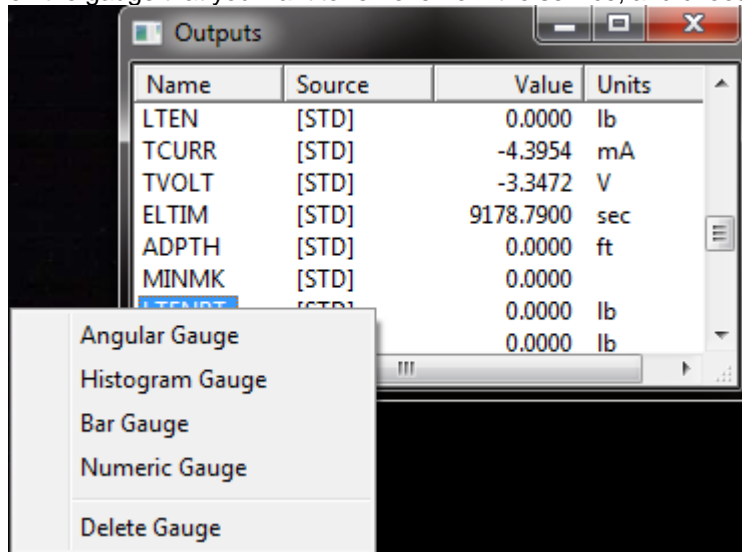 Outputs
Name Source Value Units
LTEN [STD] 0.0000 lb
TCURR [STD] -4.3954 mA
TVOLT [STD] -3.3472 V
ELTIM [STD] 9178.7900 sec
ADPTH [STD] 0.0000 ft
MINMK [STD] 0.0000
[STD] 0.0000 lb
0.0000 lb
Angular Gauge
Histogram Gauge
Bar Gauge
Numeric Gauge
Delete Gauge